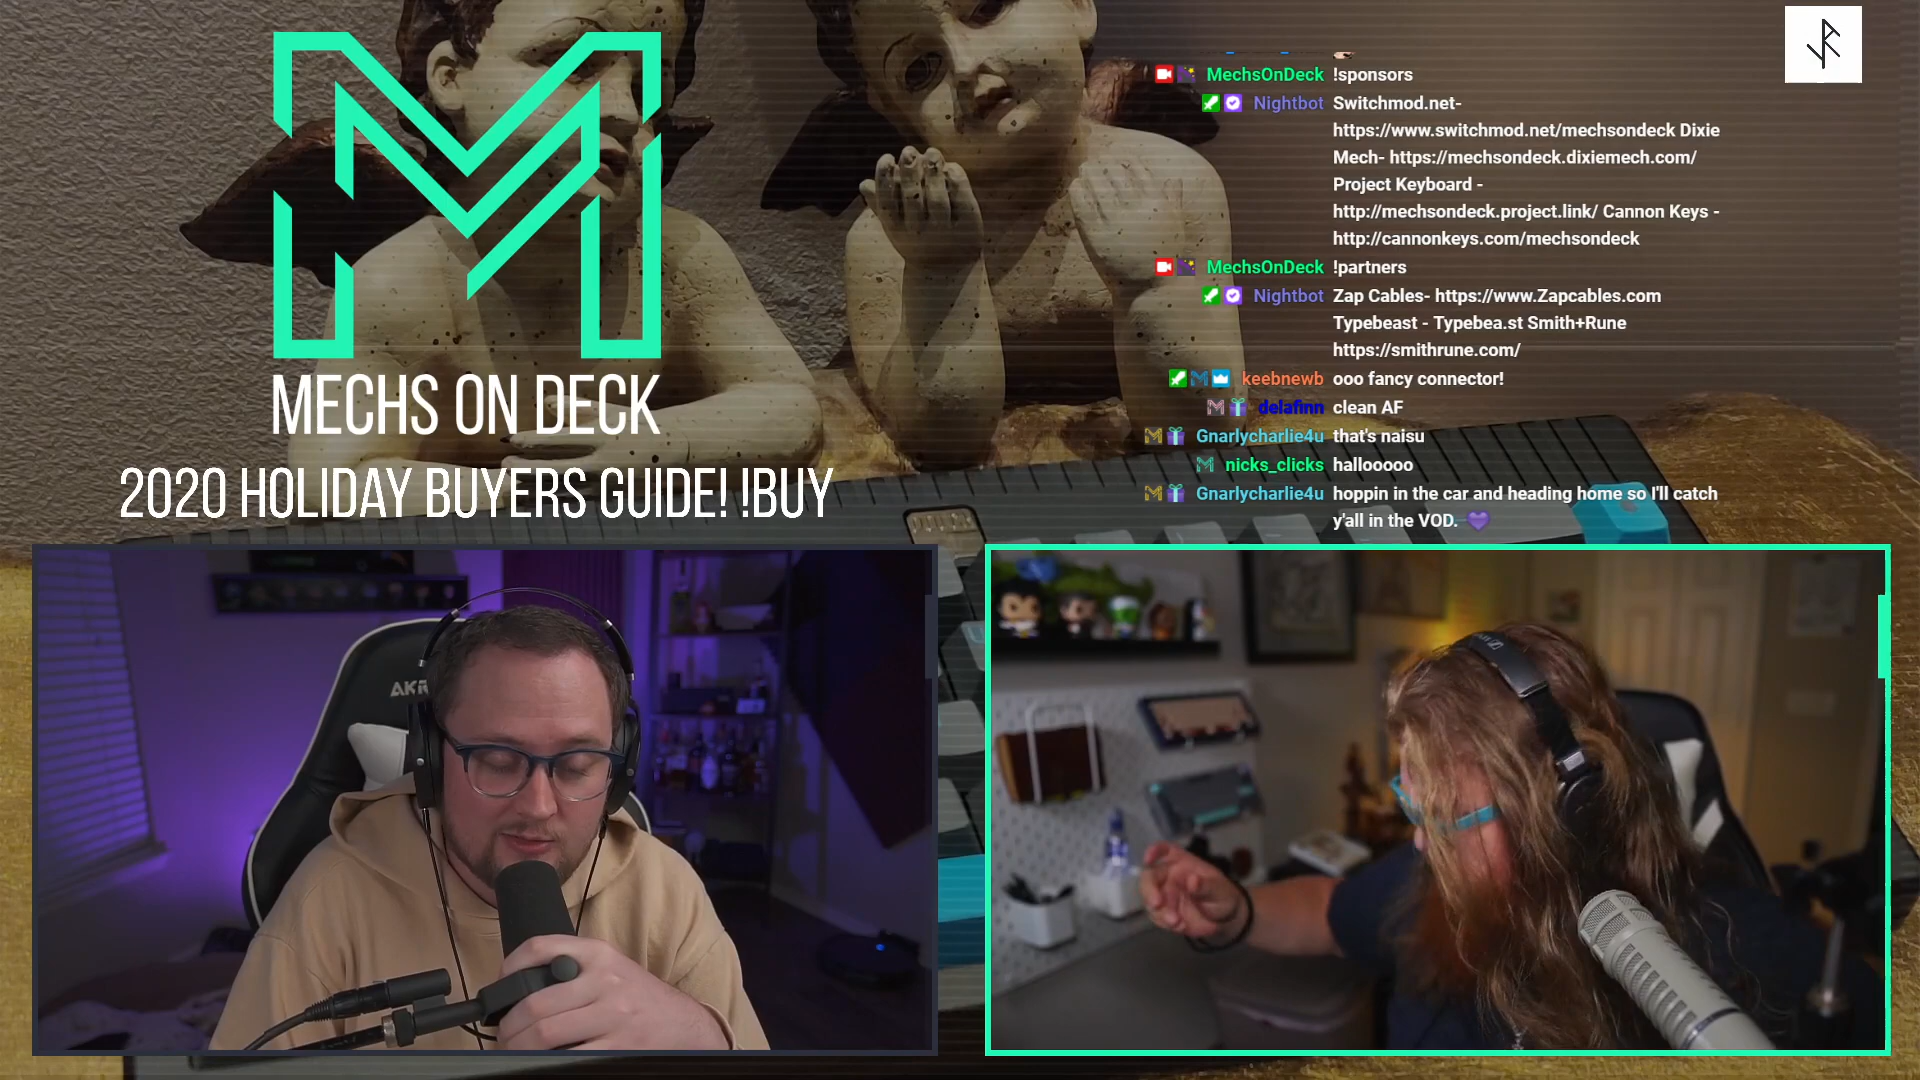 MechsOnDeck !sponsors
Nightbot Switchmod.net-
https://www.switchmod.net/mechsondeck Dixie
Mech- https://mechsondeck.dixiemech.com/
Project Keyboard -
http://mechsondeck.project.link/ Cannon Keys -
http://cannonkeys.com/mechsondeck
MechsOnDeck !partners
Nightbot Zap Cables- https://www.Zapcables.com
Typebeast - Typebea.st Smith+Rune
https://smithrune.com/
keebnewb ooo fancy connector!
delafinn clean AF
Gnarlycharlie4u that's naisu
nicks_clicks hallooooo
Gnarlycharlie4u hoppin in the car and heading home so I'll catch
y'all in the VOD. 💜
MECHS ON DECK
2020 HOLIDAY BUYERS GUIDE! !BUY